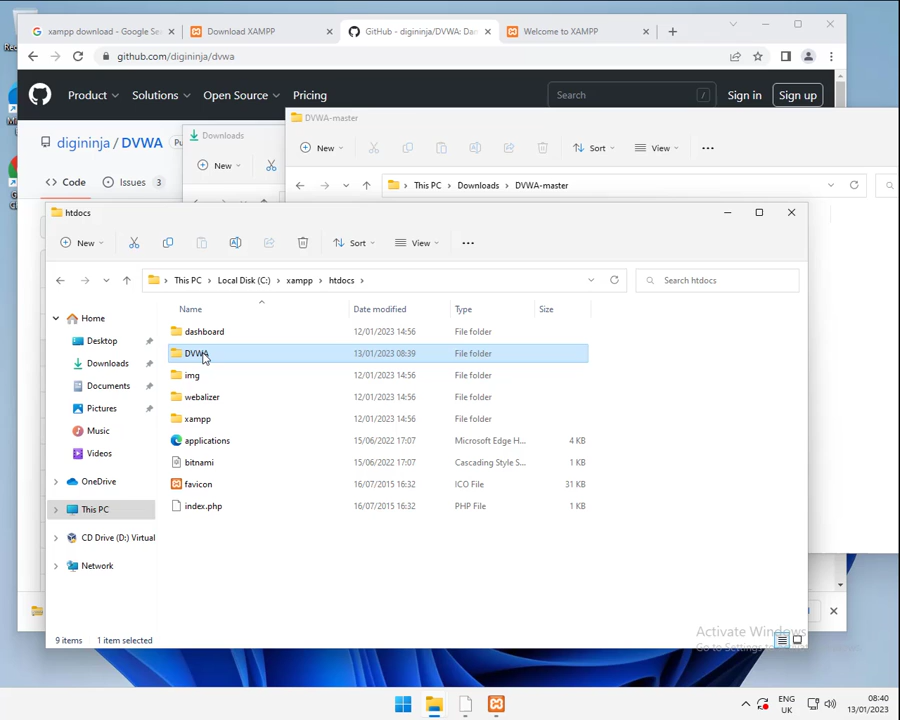 xampp download - Google Se
Download XAMPP
GitHub - digininja/DVWA: Da
Welcome to XAMPP
github.com/digininja/dvwa
Product
Solutions
Open Source
Pricing
Search
/
Sign in
Sign up
digininja / DVWA
Code
Issues 3
Downloads
New
DVWA-master
New
Sort
View
This PC > Downloads > DVWA-master
htdocs
New
Sort
View
This PC > Local Disk (C:) > xampp > htdocs >
Search htdocs
Name Date modified Type Size
Home
Desktop
Downloads
Documents
Pictures
Music
Videos
OneDrive
This PC
CD Drive (D:) Virtual
Network
dashboard 12/01/2023 14:56 File folder
DVWA 13/01/2023 08:39 File folder
img 12/01/2023 14:56 File folder
webalizer 12/01/2023 14:56 File folder
xampp 12/01/2023 14:56 File folder
applications 15/06/2022 17:07 Microsoft Edge H... 4 KB
bitnami 15/06/2022 17:07 Cascading Style S... 1 KB
favicon 16/07/2015 16:32 ICO File 31 KB
index.php 16/07/2015 16:32 PHP File 1 KB
9 items 1 item selected
Activate Windows
Go to Settings to
ENG
UK
08:40
13/01/2023